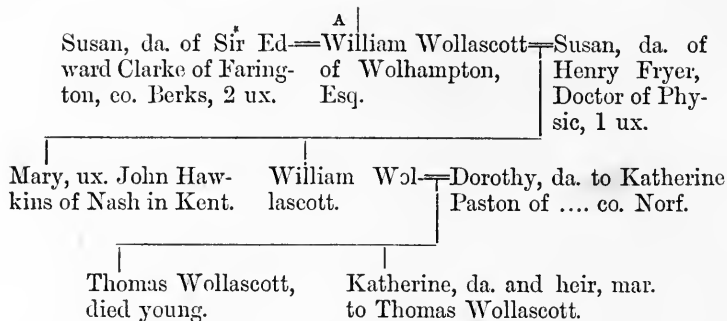 A
Susan, da. of Sir Ed-=William Wollascott=Susan, da. of
ward Clarke of Faring- of Wolhampton, Henry Fryer,
ton, co. Berks, 2 ux. Esq. Doctor of Phy-
sic, 1 ux.
Mary, ux. John Haw- William Wol-=Dorothy, da. to Katherine
kins of Nash in Kent. lascott. Paston of .... co. Norf.
Thomas Wollascott, Katherine, da. and heir, mar.
died young. to Thomas Wollascott.